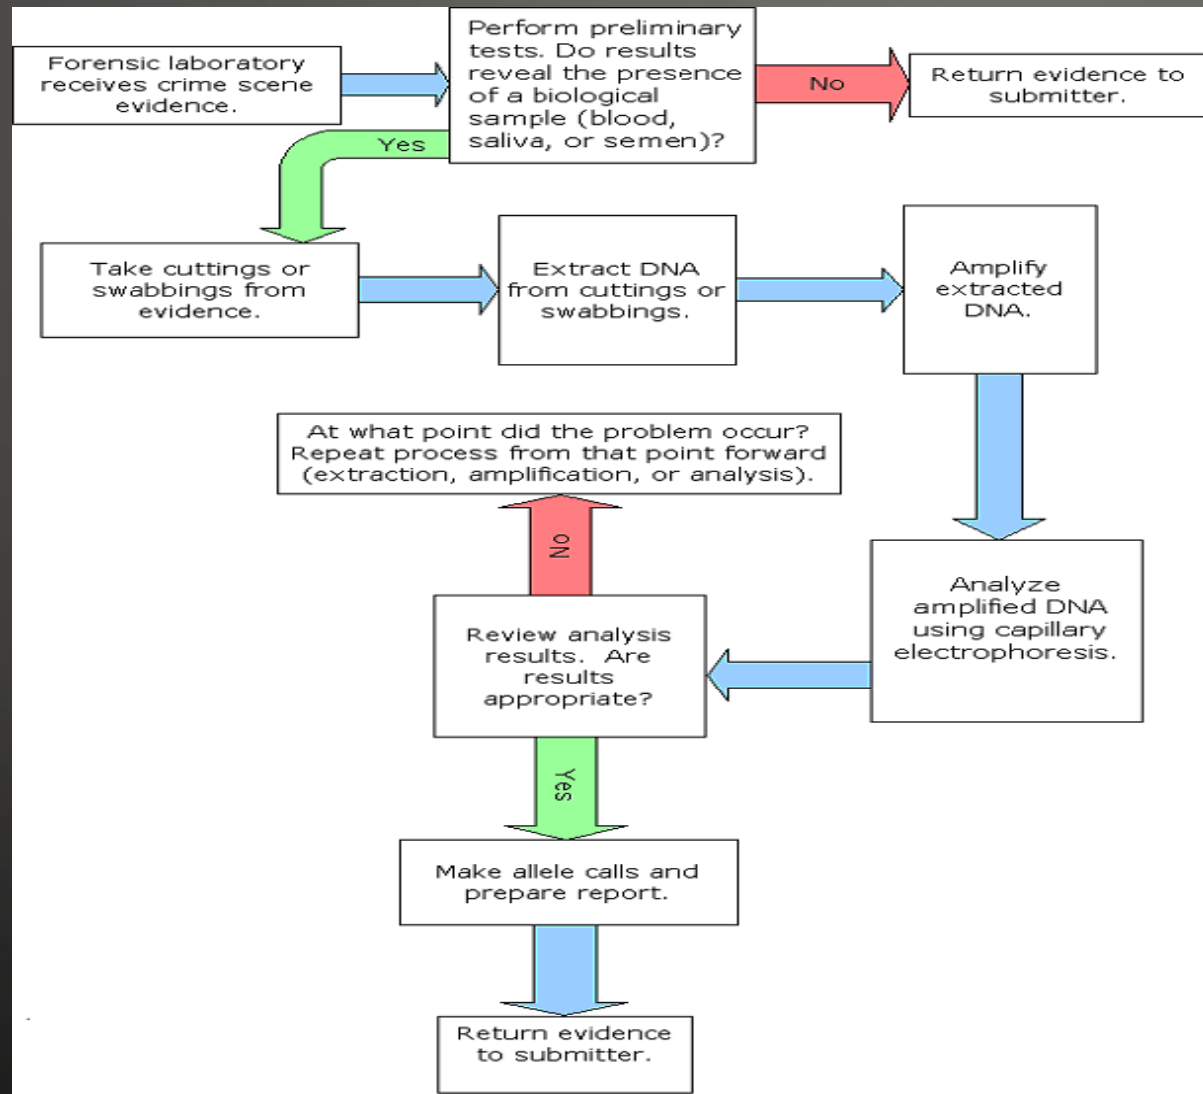 Forensic laboratory
receives crime scene
evidence.
Perform preliminary
tests. Do results
reveal the presence
of a biological
sample (blood,
saliva, or semen)?
No
Return evidence to
submitter.
Yes
Take cuttings or
swabbings from
evidence.
Extract DNA
from cuttings or
swabbings.
Amplify
extracted
DNA.
Analyze
amplified DNA
using capillary
electrophoresis.
Review analysis
results. Are
results
appropriate?
No
At what point did the problem occur?
Repeat process from that point forward
(extraction, amplification, or analysis).
Yes
Make allele calls and
prepare report.
Return evidence
to submitter.